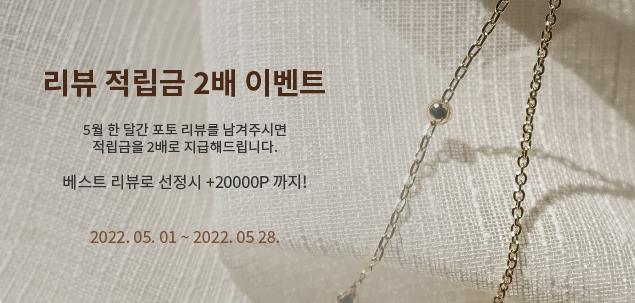 리뷰 적립금 2배 이벤트
5월 한 달간 포토 리뷰를 남겨주시면
적립금을 2배로 지급해드립니다.
베스트 리뷰로 선정시 +20000P 까지!
2022. 05. 01 ~ 2022. 05 28.